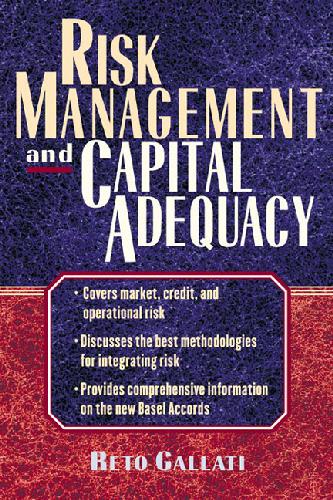 RISK
MANAGEMENT
and CAPITAL
ADEQUACY
• Covers market, credit, and
operational risk
• Discusses the best methodologies
for integrating risk
• Provides comprehensive information
on the new Basel Accords
RETO GALLATI